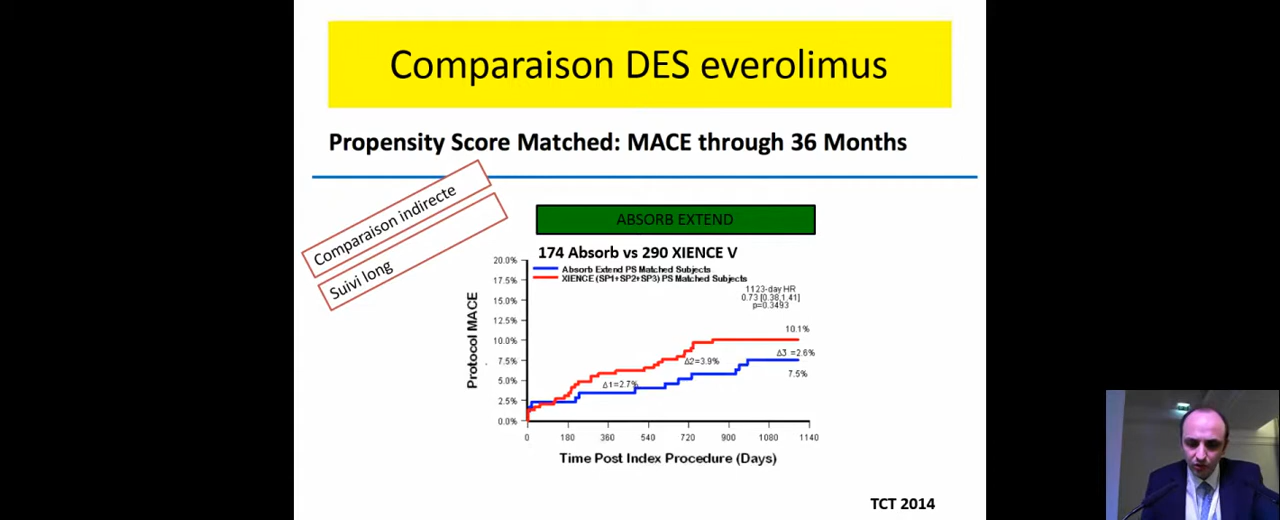 Comparaison DES everolimus
Propensity Score Matched: MACE through 36 Months
Comparaison indirecte
Suivi long
ABSORB EXTEND
174 Absorb vs 290 XIENCE V
Absorb Extend PS Matched Subjects
XIENCE (SP1+SP2+SP3) PS Matched Subjects
1123-day HR
0.73 [0.38,1.41]
p=0.3493
Protocol MACE
20.0%
17.5%
15.0%
12.5%
10.0%
7.5%
5.0%
2.5%
0.0%
10.1%
Δ3 =2.6%
Δ2=3.9%
7.5%
Δ1=2.7%
0 180 360 540 720 900 1080 1140
Time Post Index Procedure (Days)
TCT 2014